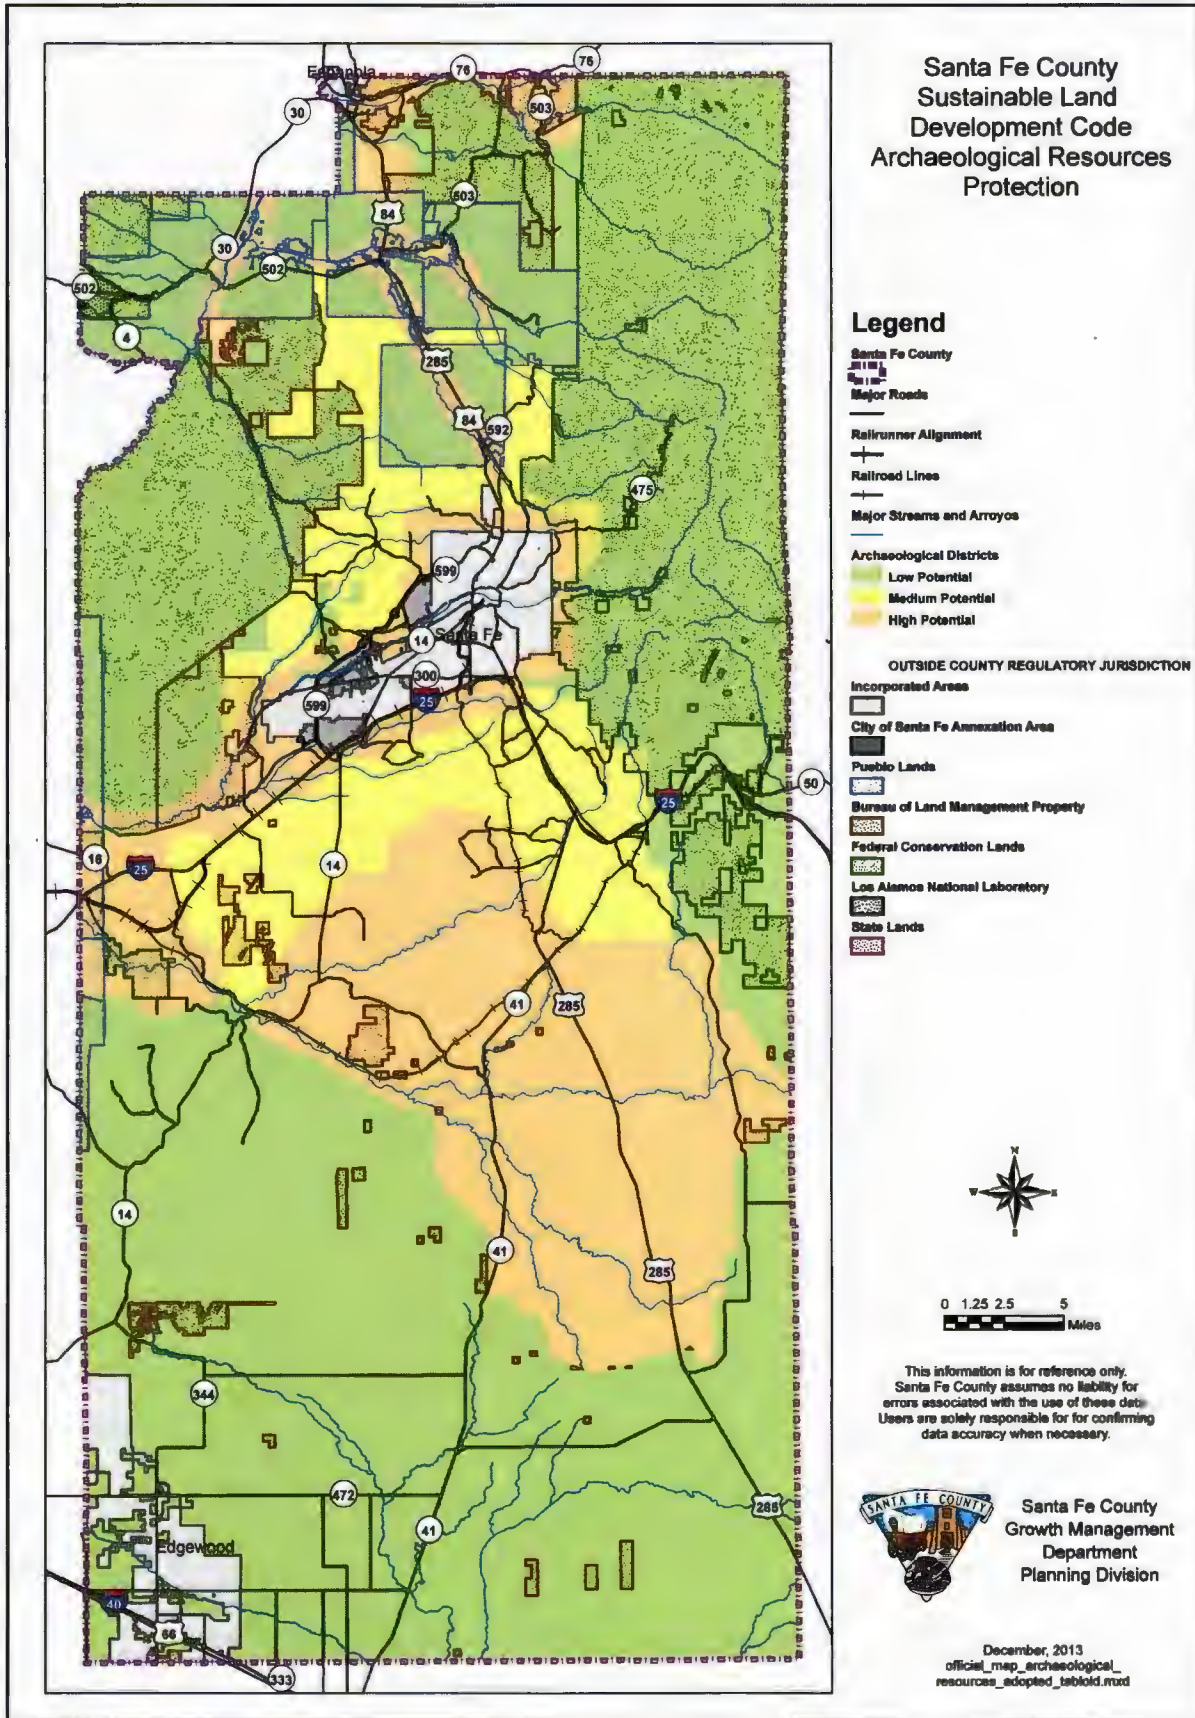 Santa Fe County
Sustainable Land
Development Code
Archaeological Resources
Protection
Legend
Santa Fe County
Major Roads
Railrunner Alignment
Railroad Lines
Major Streams and Arroyos
Archaeological Districts
Low Potential
Medium Potential
High Potential
OUTSIDE COUNTY REGULATORY JURISDICTION
Incorporated Areas
City of Santa Fe Annexation Area
Pueblo Lands
Bureau of Land Management Property
Federal Conservation Lands
Los Alamos National Laboratory
State Lands
N
W E
S
0 1.25 2.5 5
Miles
This information is for reference only.
Santa Fe County assumes no liability for
errors associated with the use of these data
Users are solely responsible for for confirming
data accuracy when necessary.
SANTA FE COUNTY
Santa Fe County
Growth Management
Department
Planning Division
December, 2013
official_map_archaeological_
resources_adopted_tabloid.mxd
Espanola
76
76
30
503
503
84
30
502
502
4
285
84
592
475
599
14
Santa Fe
300
599
25
50
25
16
25
14
41
285
14
41
285
344
472
285
41
Edgewood
40
66
333